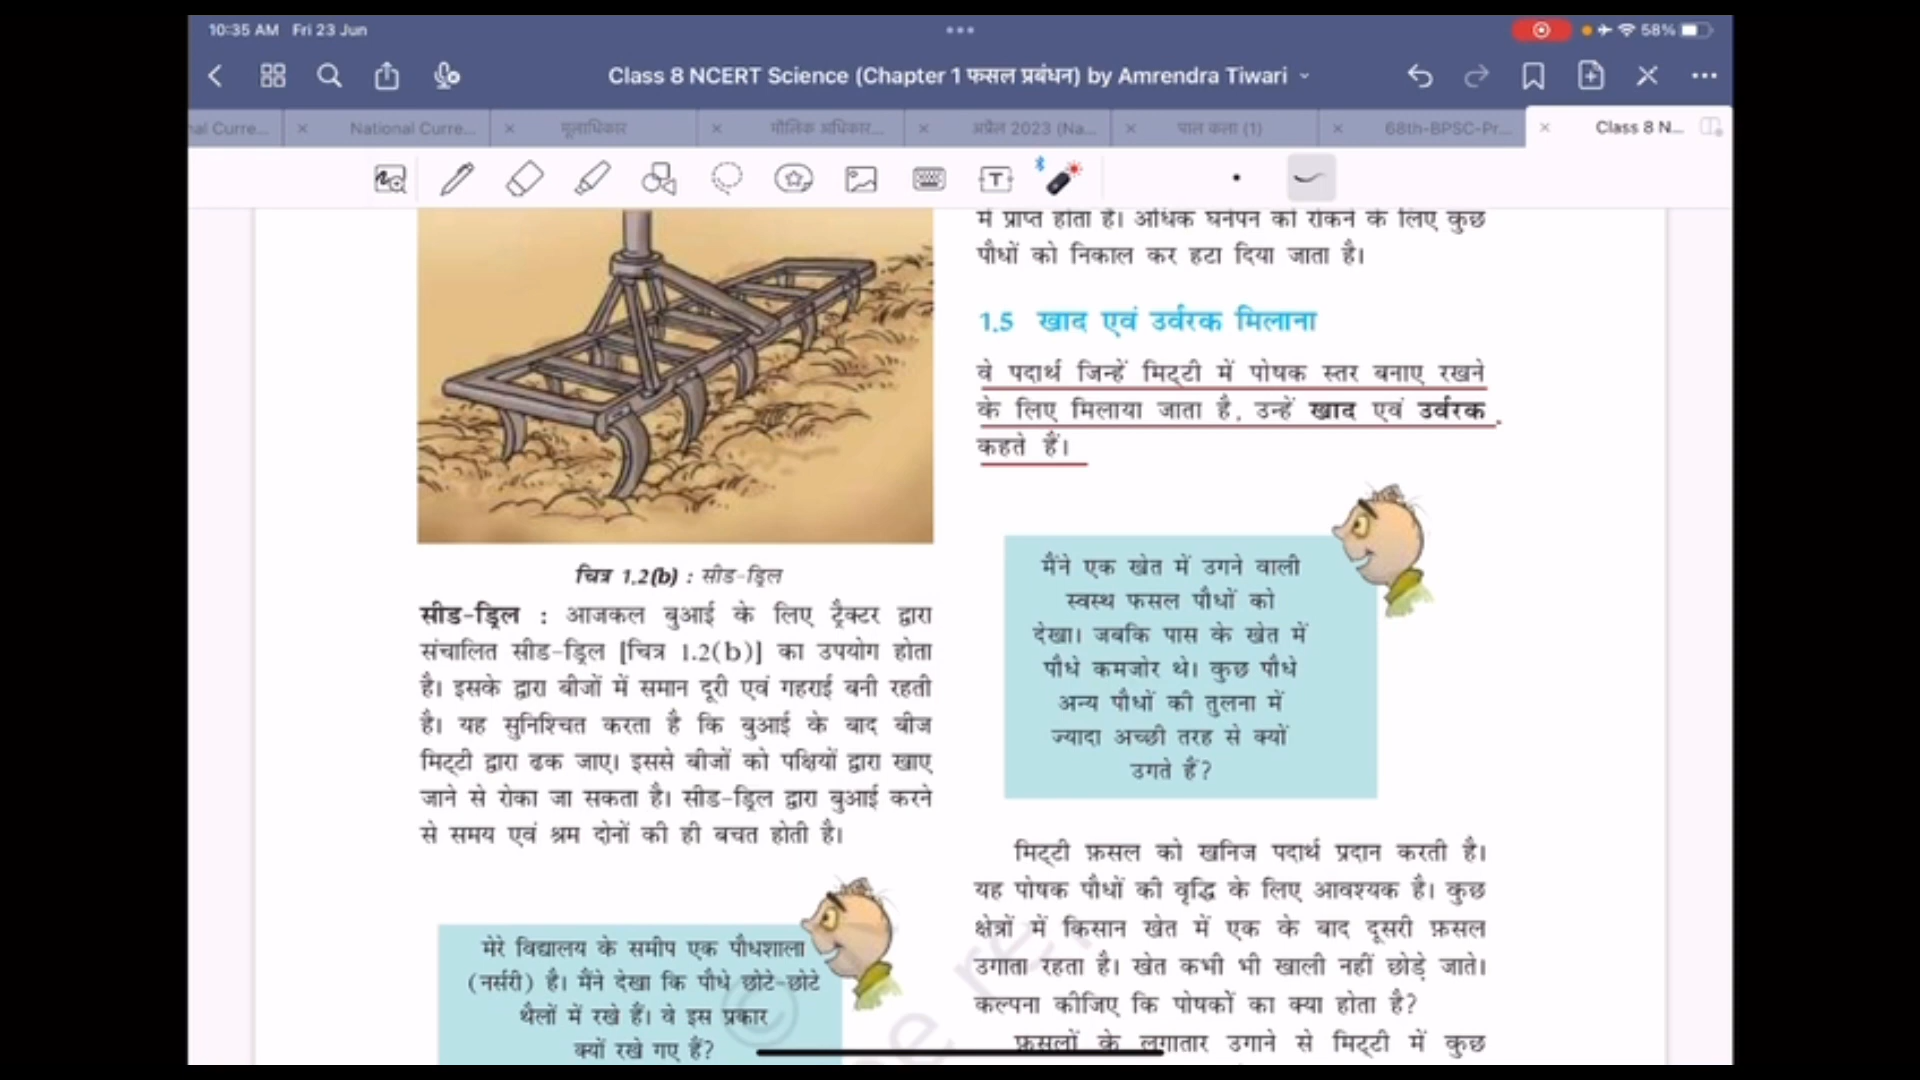 10:35 AM Fri 23 Jun
58%
Class 8 NCERT Science (Chapter 1 फसल प्रबंधन) by Amrendra Tiwari
nal Curre...
National Curre...
मूलाधिकार
मौलिक अधिकार...
अप्रैल 2023 (Na...
पाल कला (1)
68th-BPSC-Pr...
Class 8 N...
चित्र 1.2(b) : सीड-ड्रिल
सीड-ड्रिल : आजकल बुआई के लिए ट्रैक्टर द्वारा
संचालित सीड-ड्रिल [चित्र 1.2(b)] का उपयोग होता
है। इसके द्वारा बीजों में समान दूरी एवं गहराई बनी रहती
है। यह सुनिश्चित करता है कि बुआई के बाद बीज
मिट्टी द्वारा ढक जाए। इससे बीजों को पक्षियों द्वारा खाए
जाने से रोका जा सकता है। सीड-ड्रिल द्वारा बुआई करने
से समय एवं श्रम दोनों की ही बचत होती है।
मेरे विद्यालय के समीप एक पौधशाला
(नर्सरी) है। मैंने देखा कि पौधे छोटे-छोटे
थैलों में रखे हैं। वे इस प्रकार
क्यों रखे गए हैं?
में प्राप्त होता है। अधिक घनेपन को रोकने के लिए कुछ
पौधों को निकाल कर हटा दिया जाता है।
1.5 खाद एवं उर्वरक मिलाना
वे पदार्थ जिन्हें मिट्टी में पोषक स्तर बनाए रखने
के लिए मिलाया जाता है, उन्हें खाद एवं उर्वरक
कहते हैं।
मैंने एक खेत में उगने वाली
स्वस्थ फसल पौधों को
देखा। जबकि पास के खेत में
पौधे कमजोर थे। कुछ पौधे
अन्य पौधों की तुलना में
ज्यादा अच्छी तरह से क्यों
उगते हैं?
मिट्टी फ़सल को खनिज पदार्थ प्रदान करती है।
यह पोषक पौधों की वृद्धि के लिए आवश्यक है। कुछ
क्षेत्रों में किसान खेत में एक के बाद दूसरी फ़सल
उगाता रहता है। खेत कभी भी खाली नहीं छोड़े जाते।
कल्पना कीजिए कि पोषकों का क्या होता है?
फ़सलों के लगातार उगाने से मिट्टी में कुछ